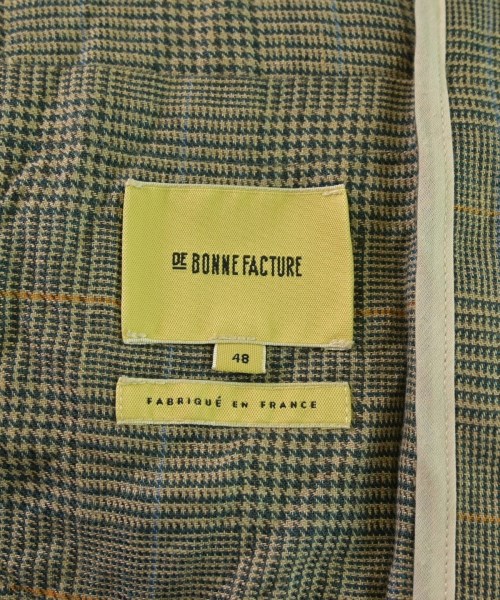 DE BONNE FACTURE
48
FABRIQUÉ EN FRANCE